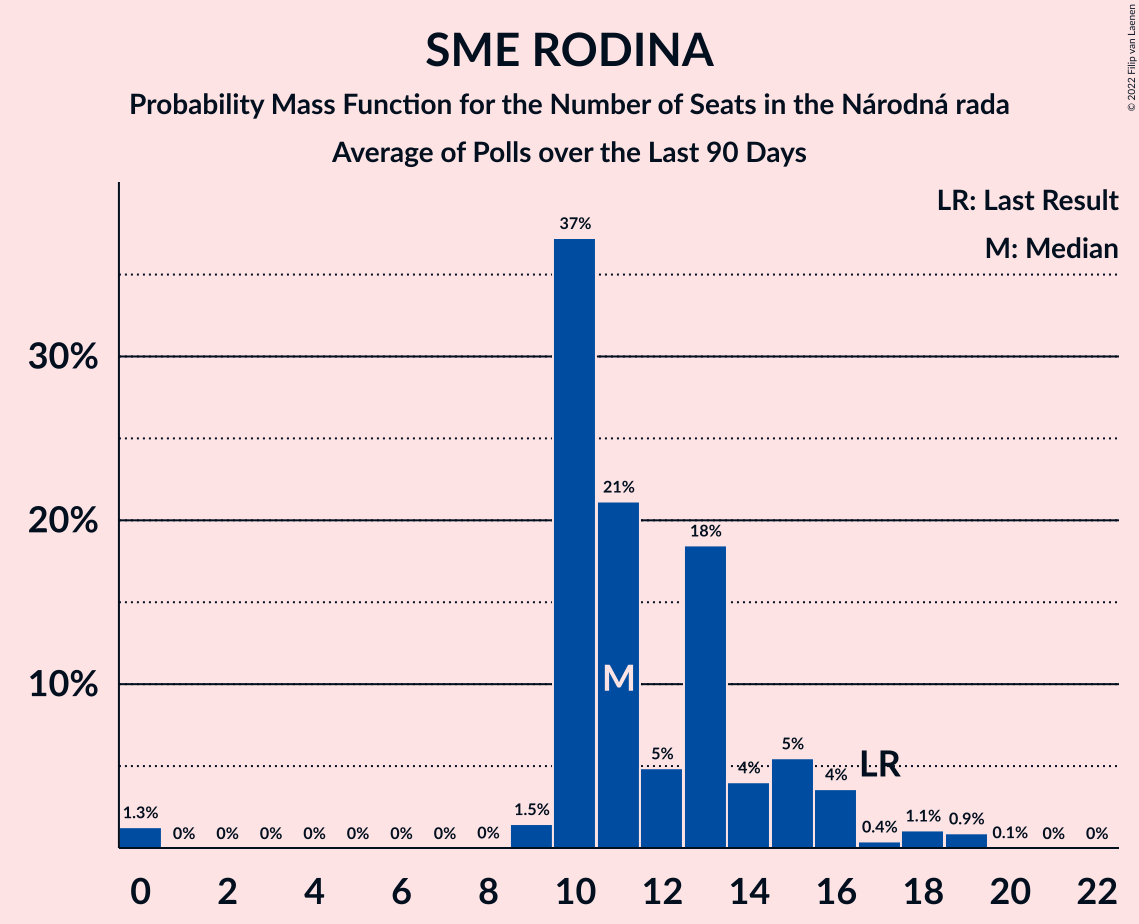 SME RODINA
Probability Mass Function for the Number of Seats in the Národná rada
Average of Polls over the Last 90 Days
© 2022 Filip van Laenen
LR: Last Result
M: Median
37%
30%
21%
20%
18%
M
10%
5%
5%
LR
4%
4%
1.3%
0%
0%
0%
0%
0%
0%
0%
0%
1.5%
0.4%
1.1%
0.9%
0.1%
0%
0%
0 2 4 6 8 10 12 14 16 18 20 22